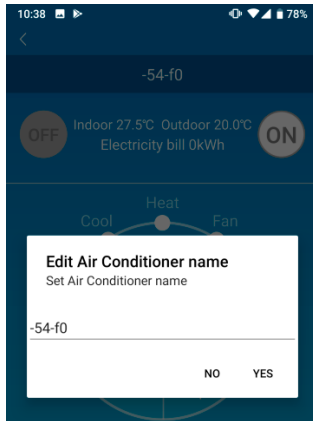 10:38 78%
-54-f0
OFF Indoor 27.5℃ Outdoor 20.0℃ ON
Electricity bill 0kWh
Heat
Cool Fan
Edit Air Conditioner name
Set Air Conditioner name
-54-f0
NO YES